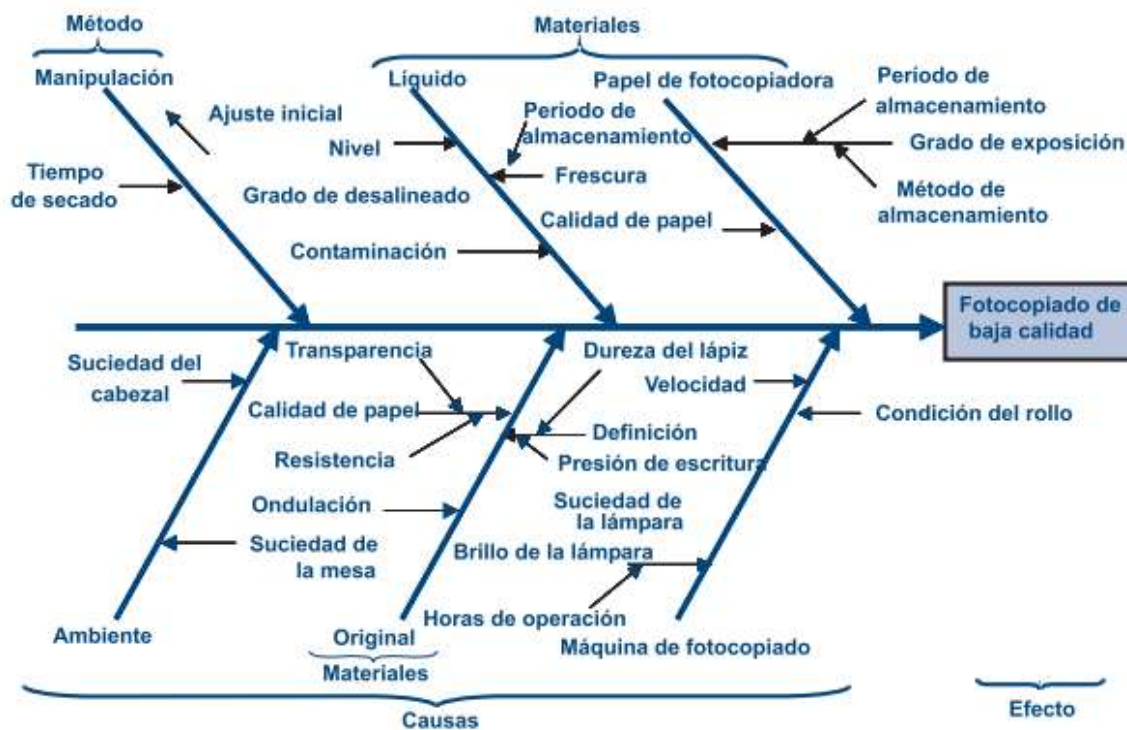 Método
Materiales
Manipulación
Líquido
Papel de fotocopiadora
Período de
almacenamiento
Ajuste inicial
Periodo de
almacenamiento
Nivel
Grado de exposición
Tiempo
de secado
Grado de desalineado
Frescura
Método de
almacenamiento
Calidad de papel
Contaminación
Fotocopiado de
baja calidad
Suciedad del
cabezal
Transparencia
Dureza del lápiz
Velocidad
Calidad de papel
Condición del rollo
Definición
Resistencia
Presión de escritura
Ondulación
Suciedad de
la lámpara
Suciedad de
la mesa
Brillo de la lámpara
Horas de operación
Ambiente
Original
Máquina de fotocopiado
Materiales
Causas
Efecto